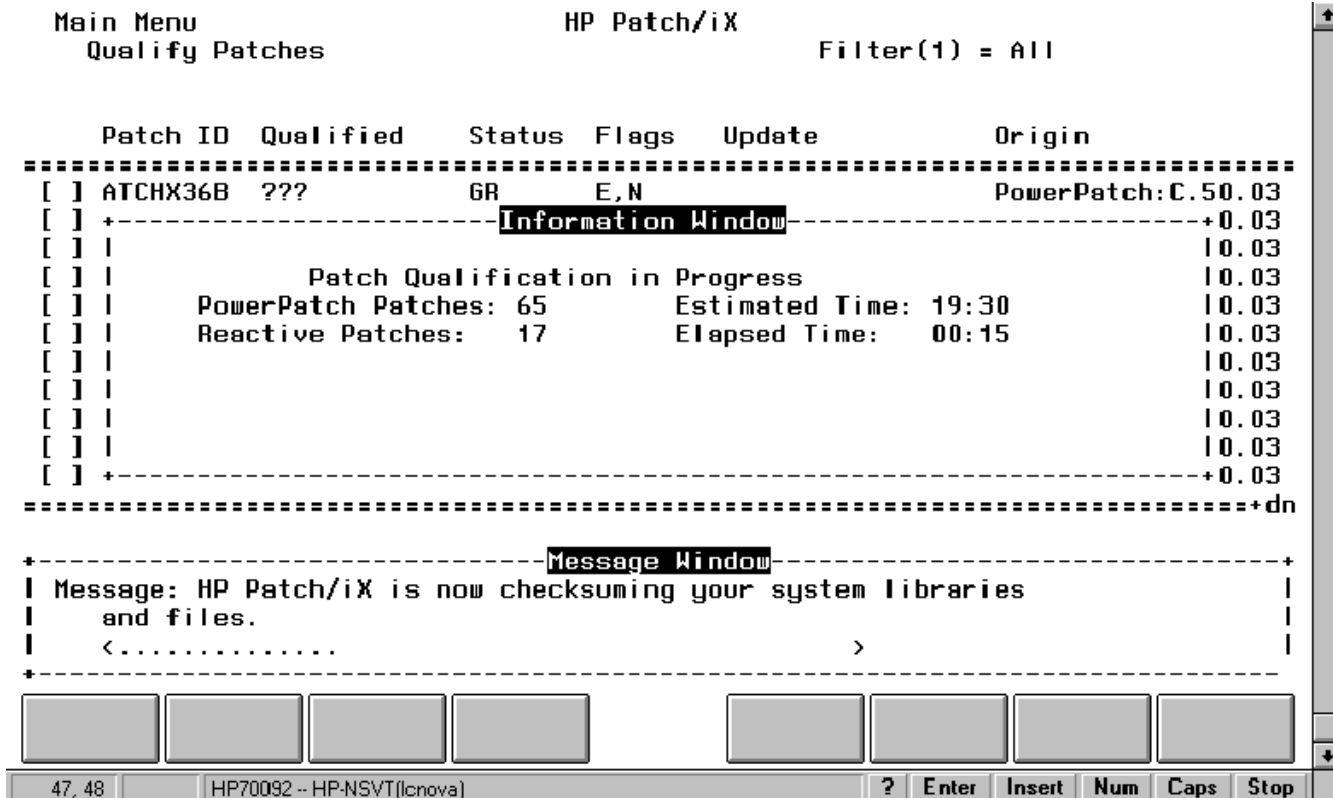 Main Menu HP Patch/iX
Qualify Patches Filter(1) = All
Patch ID Qualified Status Flags Update Origin
================================================================================
[ ] ATCHX36B ??? GR E,N PowerPatch:C.50.03
[ ] +------------------------Information Window--------------------------+0.03
[ ] | |0.03
[ ] | Patch Qualification in Progress |0.03
[ ] | PowerPatch Patches: 65 Estimated Time: 19:30 |0.03
[ ] | Reactive Patches: 17 Elapsed Time: 00:15 |0.03
[ ] | |0.03
[ ] | |0.03
[ ] | |0.03
[ ] | |0.03
[ ] +--------------------------------------------------------------------+0.03
=============================================================================+dn
+--------------------------------Message Window--------------------------------+
| Message: HP Patch/iX is now checksuming your system libraries |
| and files. |
| <............... > |
+------------------------------------------------------------------------------
47, 48 HP70092 -- HP-NSVT(lcnova) ? Enter Insert Num Caps Stop